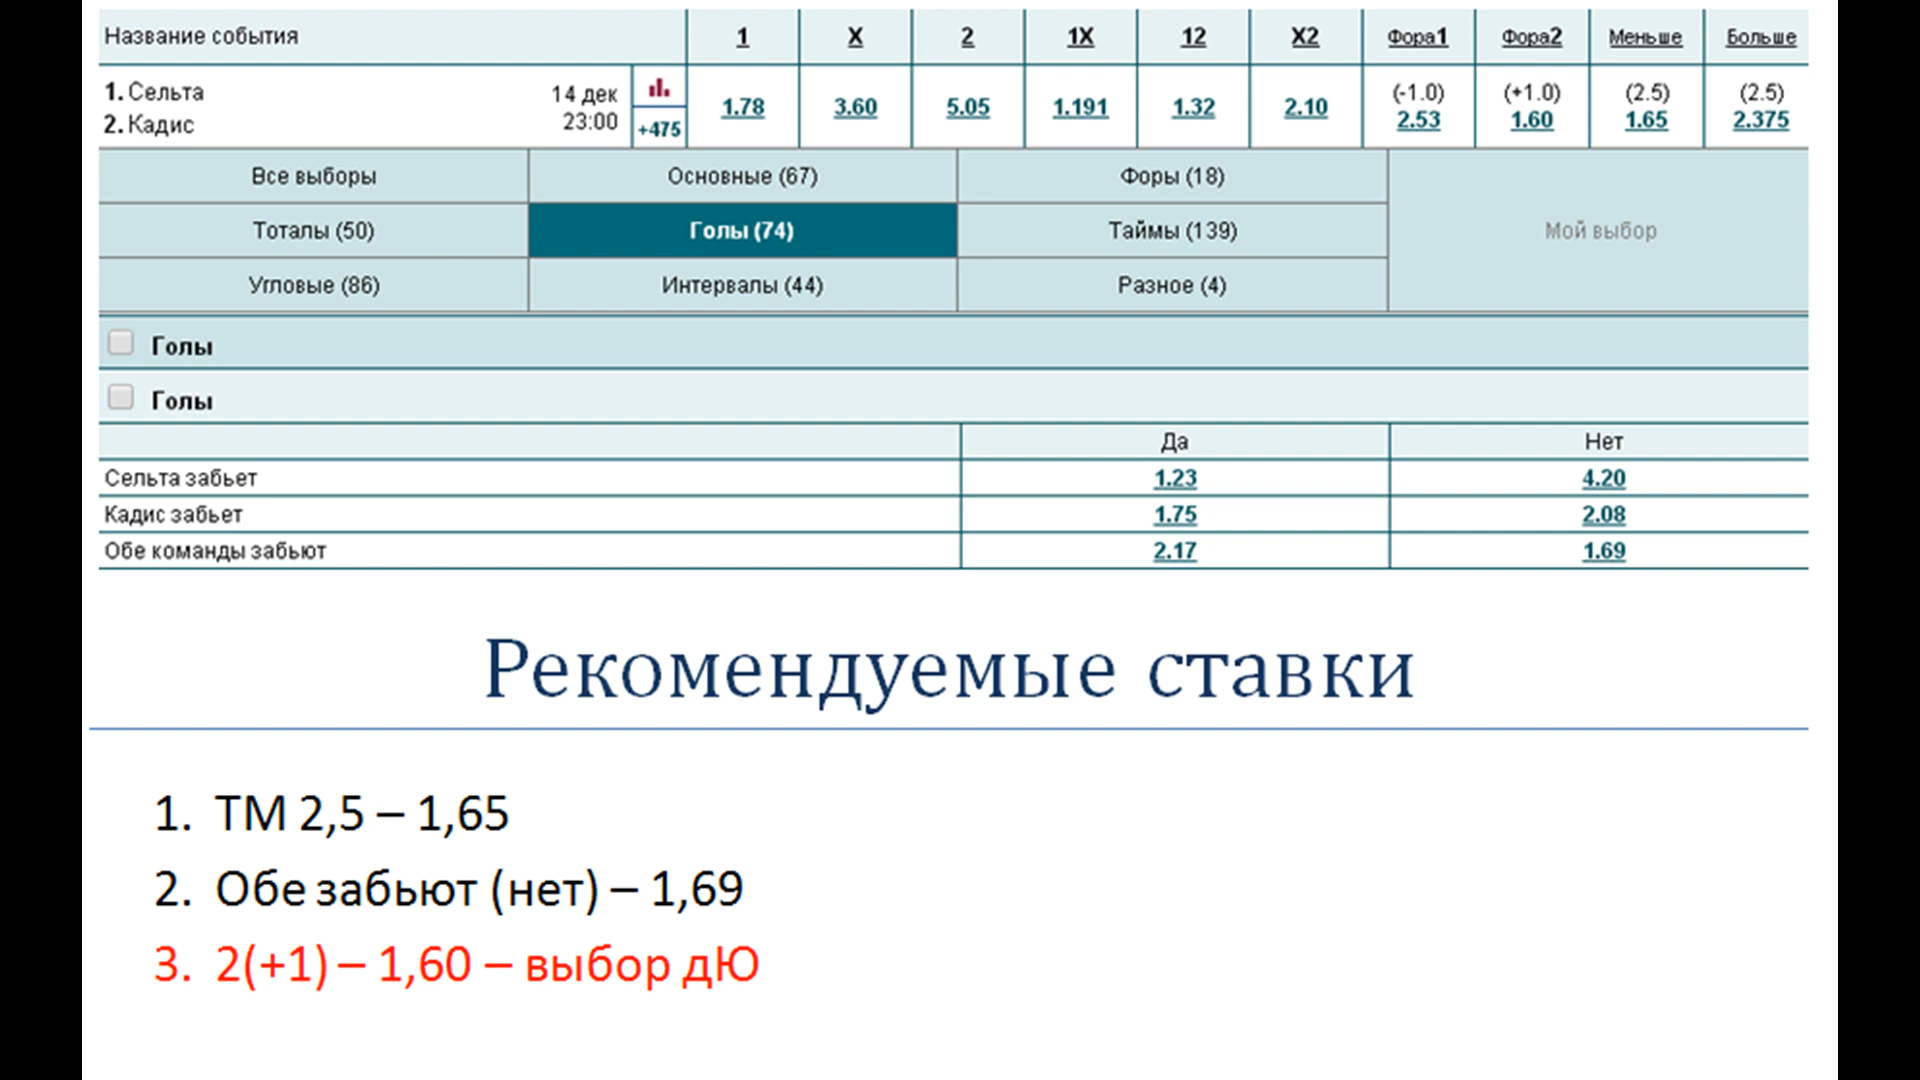 Название события 1 X 2 1X 12 X2 Фора1 Фора2 Меньше Больше
1. Сельта 14 дек (-1.0) (+1.0) (2.5) (2.5)
1.78 3.60 5.05 1.191 1.32 2.10
2. Кадис 23:00 +475 2.53 1.60 1.65 2.375
Все выборы Основные (67) Форы (18)
Тоталы (50) Голы (74) Таймы (139) Мой выбор
Угловые (86) Интервалы (44) Разное (4)
Голы
Голы
Да Нет
Сельта забьет 1.23 4.20
Кадис забьет 1.75 2.08
Обе команды забьют 2.17 1.69
Рекомендуемые ставки
1. ТМ 2,5 – 1,65
2. Обе забьют (нет) – 1,69
3. 2(+1) – 1,60 – выбор дЮ